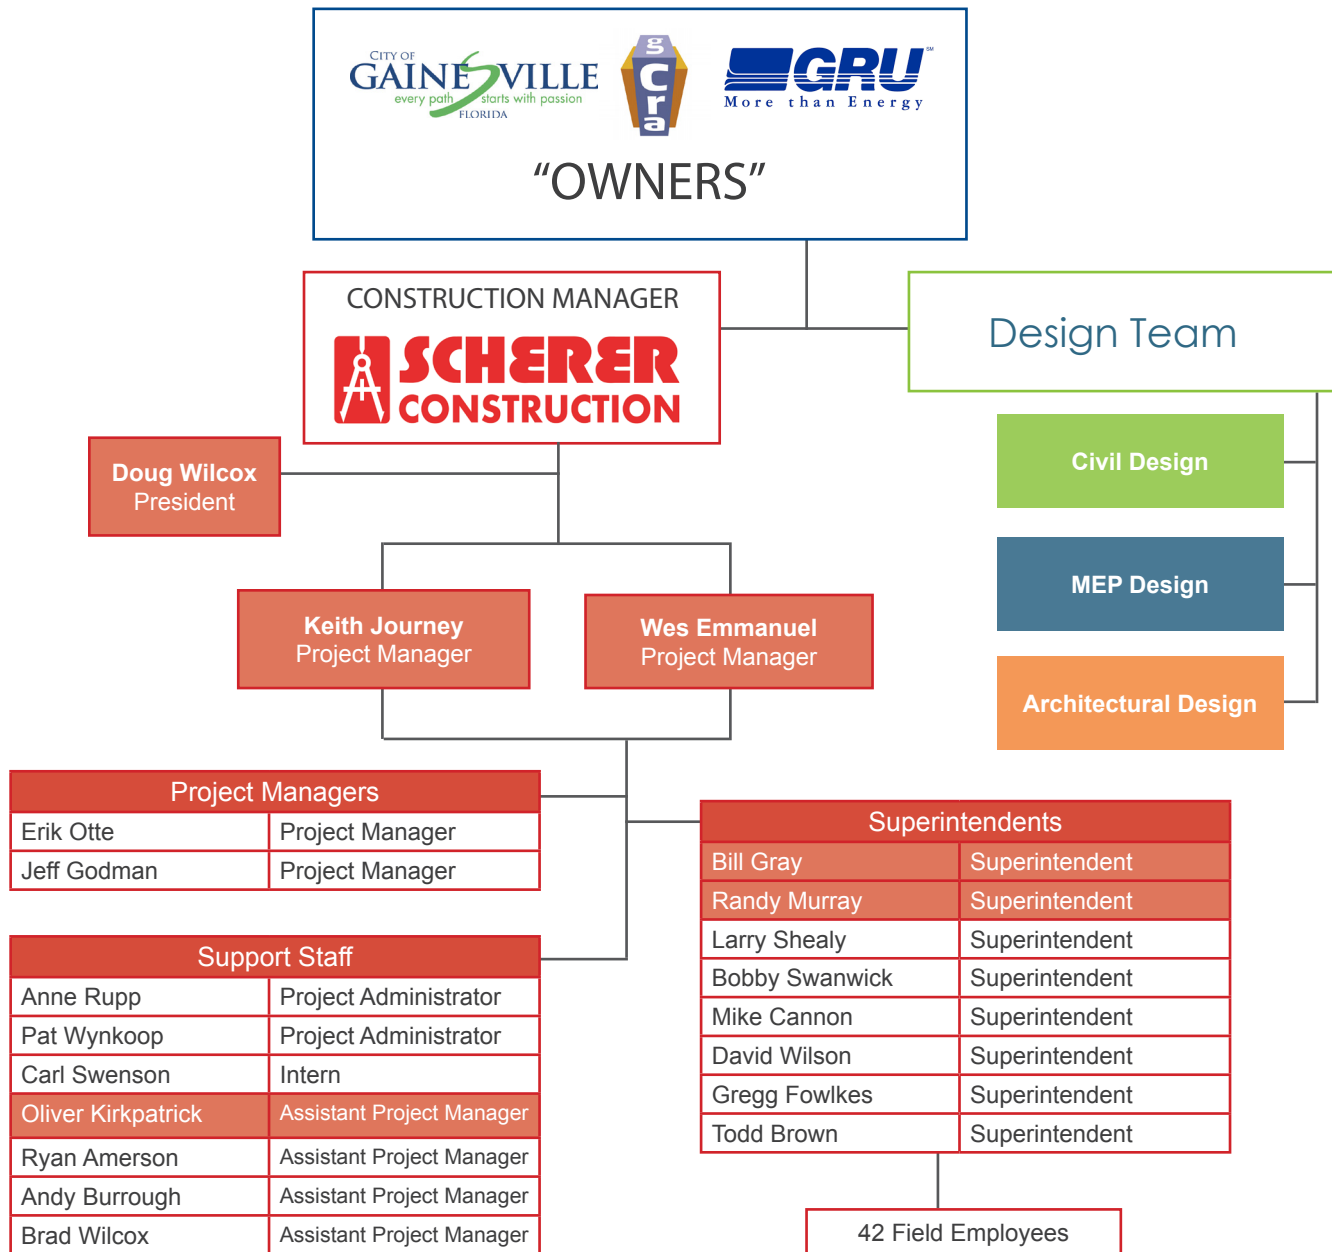 CITY OF
GAINESVILLE
every path starts with passion
FLORIDA
gcra
GRU℠
More than Energy
“OWNERS”
CONSTRUCTION MANAGER
SCHERER
CONSTRUCTION
Design Team
Doug Wilcox
President
Civil Design
MEP Design
Architectural Design
Keith Journey
Project Manager
Wes Emmanuel
Project Manager
Project Managers
Erik Otte Project Manager
Jeff Godman Project Manager
Support Staff
Anne Rupp Project Administrator
Pat Wynkoop Project Administrator
Carl Swenson Intern
Oliver Kirkpatrick Assistant Project Manager
Ryan Amerson Assistant Project Manager
Andy Burrough Assistant Project Manager
Brad Wilcox Assistant Project Manager
Superintendents
Bill Gray Superintendent
Randy Murray Superintendent
Larry Shealy Superintendent
Bobby Swanwick Superintendent
Mike Cannon Superintendent
David Wilson Superintendent
Gregg Fowlkes Superintendent
Todd Brown Superintendent
42 Field Employees